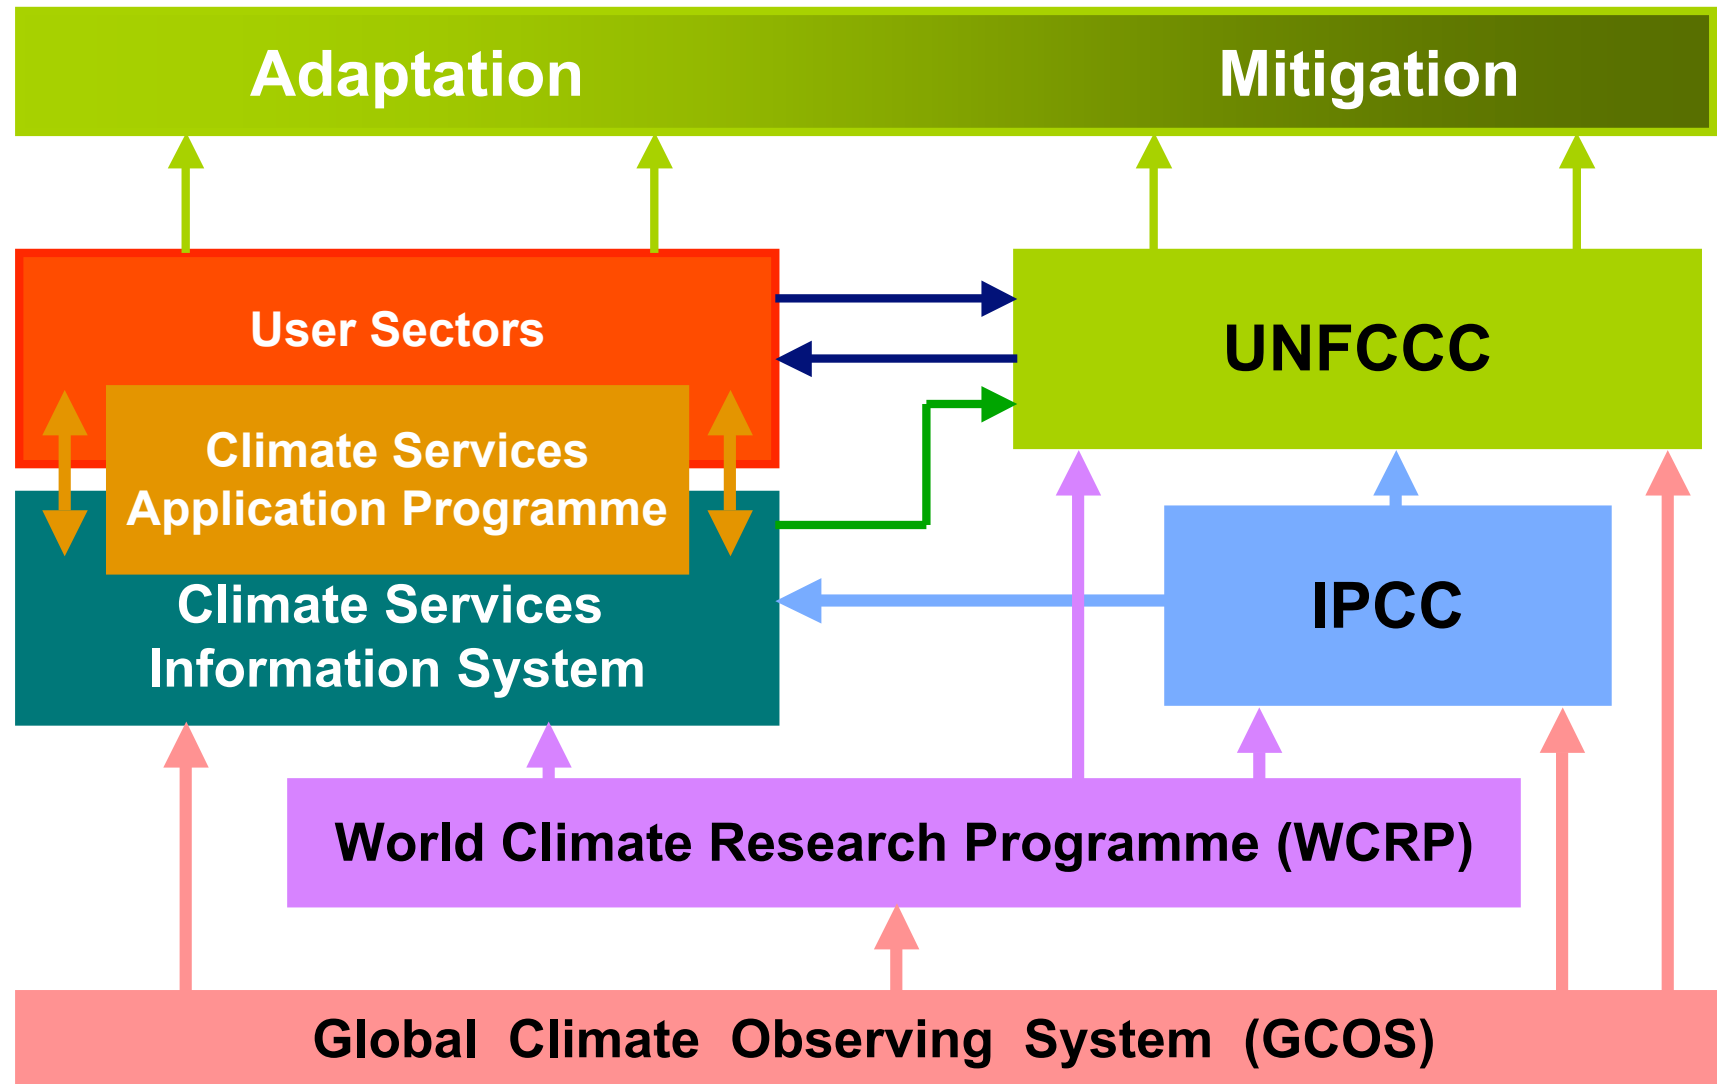 Adaptation Mitigation
User Sectors
UNFCCC
Climate Services
Application Programme
Climate Services
Information System
IPCC
World Climate Research Programme (WCRP)
Global Climate Observing System (GCOS)